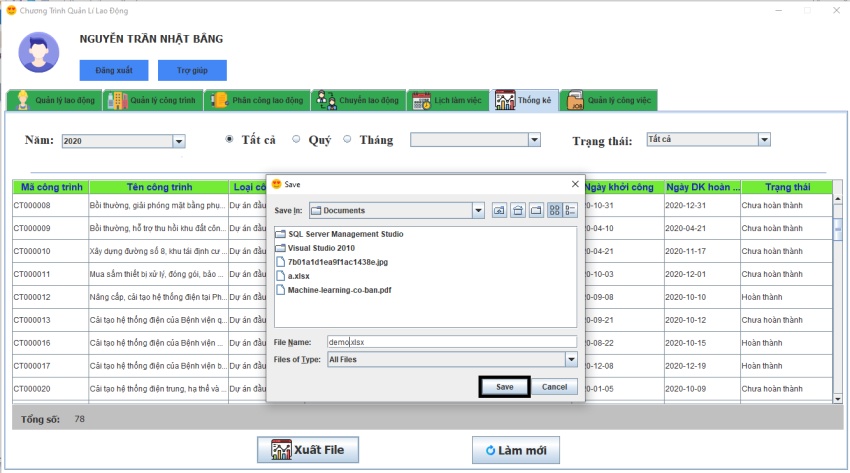 Chương Trình Quản Lí Lao Động
NGUYỄN TRẦN NHẬT BĂNG
Đăng xuất Trợ giúp
Quản lý lao động Quản lý công trình Phân công lao động Chuyển lao động Lịch làm việc Thống kê Quản lý công việc
Năm: 2020 Tất cả Quý Tháng Trạng thái: Tất cả
Mã công trình Tên công trình Loại cô Ngày khởi công Ngày DK hoàn ... Trạng thái
CT000008 Bồi thường, giải phóng mặt bằng phụ... Dự án đầu 20-10-31 2020-12-31 Chưa hoàn thành
CT000009 Bồi thường, hỗ trợ thu hồi khu đất côn... Dự án đầu 20-04-10 2020-04-21 Chưa hoàn thành
CT000010 Xây dựng đường số 8, khu tái định cư ... Dự án đầu 20-04-21 2020-11-17 Chưa hoàn thành
CT000011 Mua sắm thiết bị xử lý, đóng gói, bảo ... Dự án đầu 20-10-03 2020-12-01 Chưa hoàn thành
CT000012 Nâng cấp, cải tạo hệ thống điện tại Ph... Dự án đầu 20-09-08 2020-10-10 Hoàn thành
CT000013 Cải tạo hệ thống điện của Bệnh viện q... Dự án đầu 20-09-21 2020-10-12 Chưa hoàn thành
CT000016 Cải tạo hệ thống điện của Bệnh viện ... Dự án đầu 20-08-22 2020-10-15 Hoàn thành
CT000017 Cải tạo hệ thống điện của Bệnh viện b... Dự án đầu 20-12-08 2020-12-19 Hoàn thành
CT000020 Cải tạo hệ thống điện trung, hạ thế và ... Dự án đầu 20-01-05 2020-10-09 Chưa hoàn thành
Save
Save In: Documents
SQL Server Management Studio
Visual Studio 2010
7b01a1d1ea9f1ac1438e.jpg
a.xlsx
Machine-learning-co-ban.pdf
File Name: demo.xlsx
Files of Type: All Files
Save Cancel
Tổng số: 78
Xuất File Làm mới